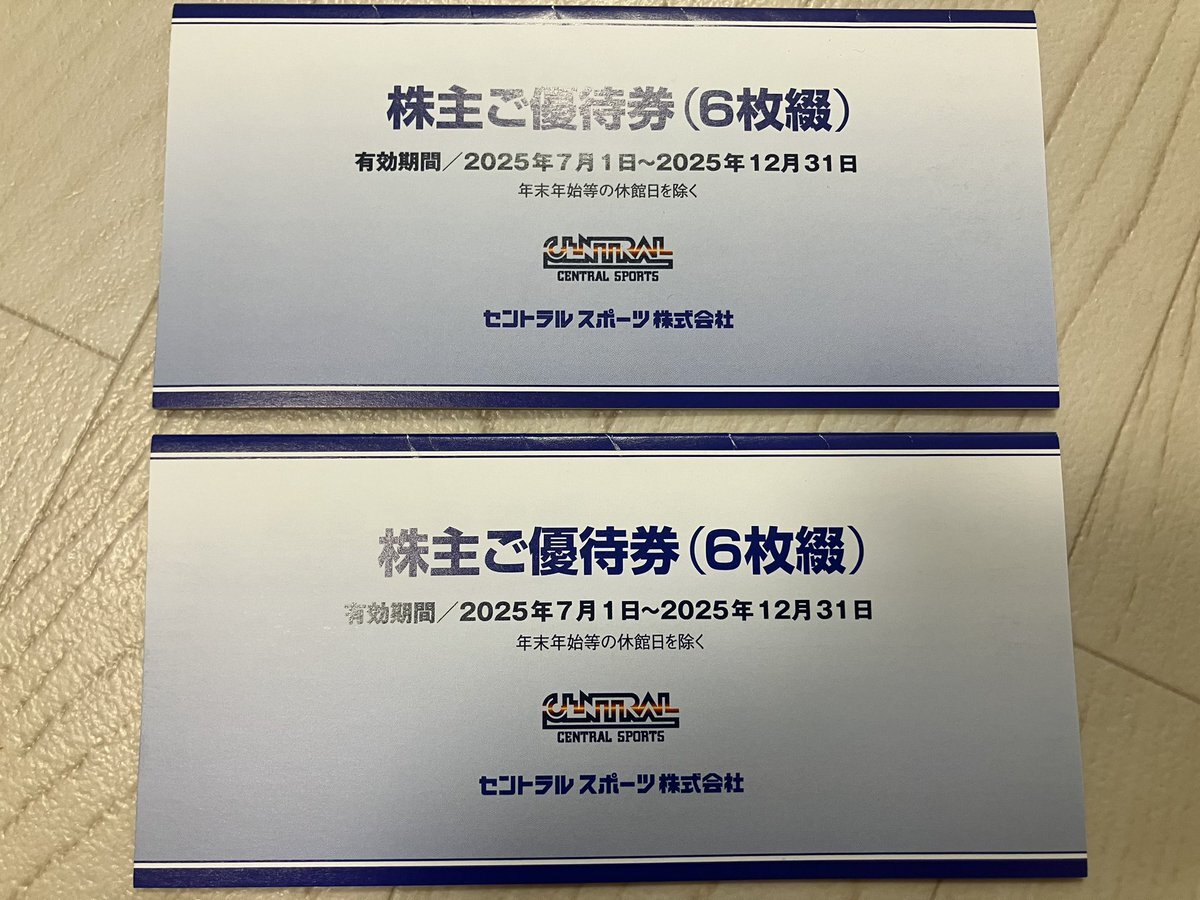 株主ご優待券(6枚綴)
有効期間/2025年7月1日~2025年12月31日
年末年始等の休館日を除く
CENTRAL
CENTRAL SPORTS
セントラルスポーツ株式会社
株主ご優待券(6枚綴)
有効期間/2025年7月1日~2025年12月31日
年末年始等の休館日を除く
CENTRAL
CENTRAL SPORTS
セントラルスポーツ株式会社